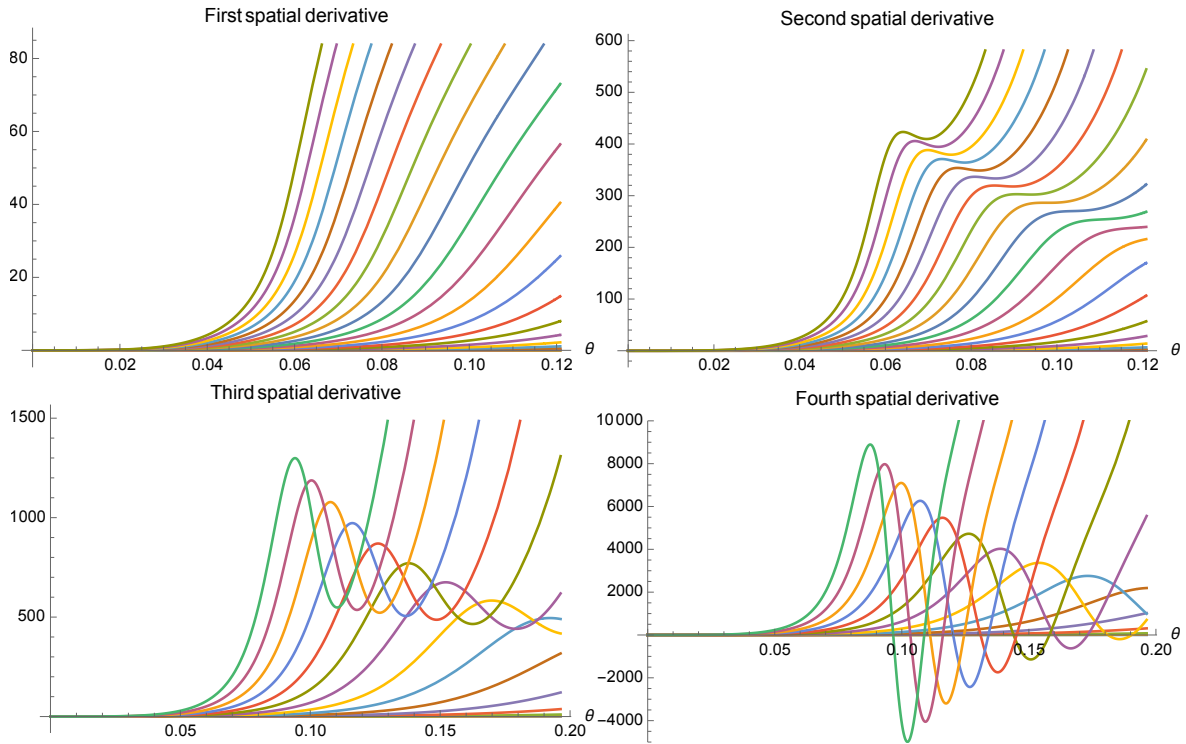 First spatial derivative
80
60
40
20
0.02 0.04 0.06 0.08 0.10 0.12 θ
Second spatial derivative
600
500
400
300
200
100
0.02 0.04 0.06 0.08 0.10 0.12 θ
Third spatial derivative
1500
1000
500
0.05 0.10 0.15 0.20 θ
Fourth spatial derivative
10 000
8000
6000
4000
2000
0.05 0.10 0.15 0.20 θ
-2000
-4000